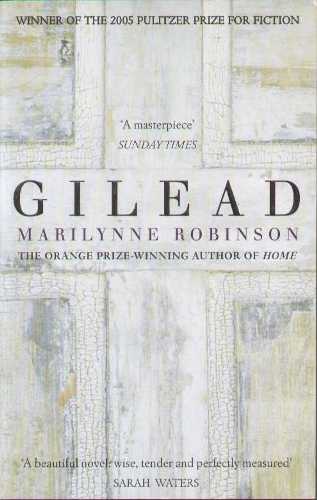 WINNER OF THE 2005 PULITZER PRIZE FOR FICTION
‘A masterpiece’
SUNDAY TIMES
GILEAD
MARILYNNE ROBINSON
THE ORANGE PRIZE-WINNING AUTHOR OF HOME
‘A beautiful novel: wise, tender and perfectly measured’
SARAH WATERS